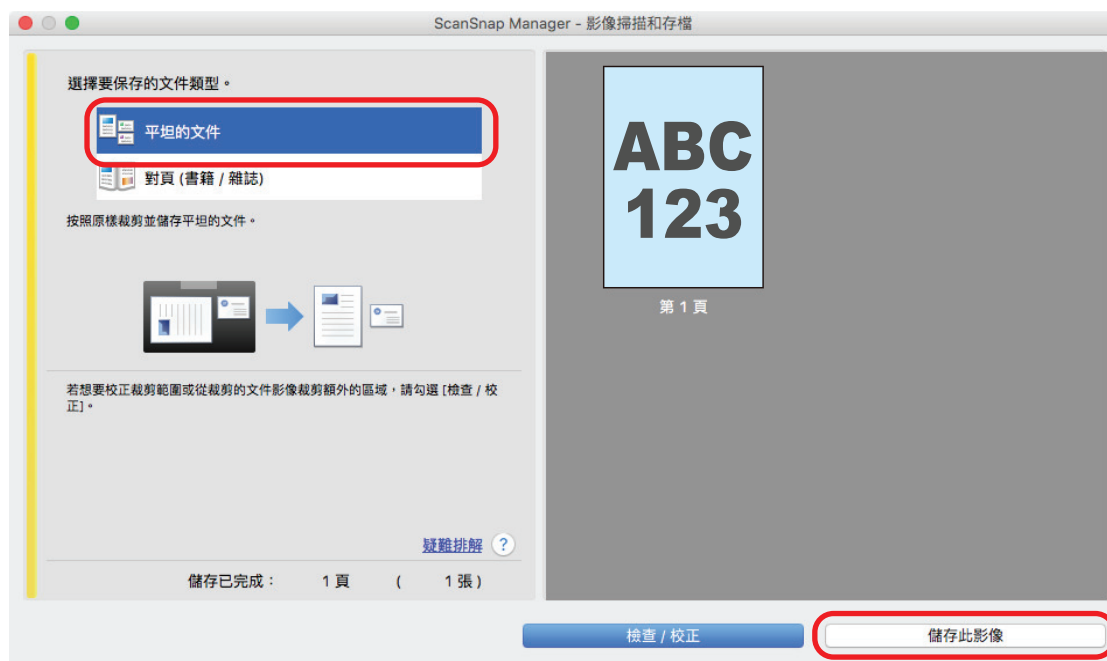 ScanSnap Manager - 影像掃描和存檔
選擇要保存的文件類型。
平坦的文件
對頁 (書籍 / 雜誌)
按照原樣裁剪並儲存平坦的文件。
若想要校正裁剪範圍或從裁剪的文件影像裁剪額外的區域，請勾選 [檢查 / 校
正]。
疑難排解 ?
儲存已完成： 1 頁 ( 1 張 )
ABC
123
第 1 頁
檢查 / 校正
儲存此影像